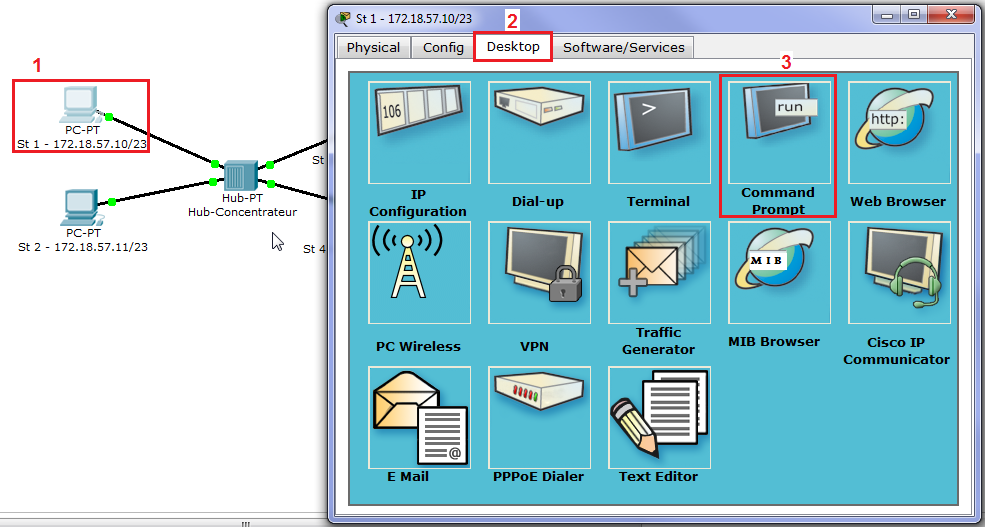 1
PC-PT
St 1 - 172.18.57.10/23
PC-PT
St 2 - 172.18.57.11/23
Hub-PT
Hub-Concentrateur
St
St 4
St 1 - 172.18.57.10/23
2
Physical
Config
Desktop
Software/Services
3
106
>
run
http:
IP
Configuration
Dial-up
Terminal
Command
Prompt
Web Browser
MIB
PC Wireless
VPN
Traffic
Generator
MIB Browser
Cisco IP
Communicator
@
E Mail
PPPoE Dialer
Text Editor